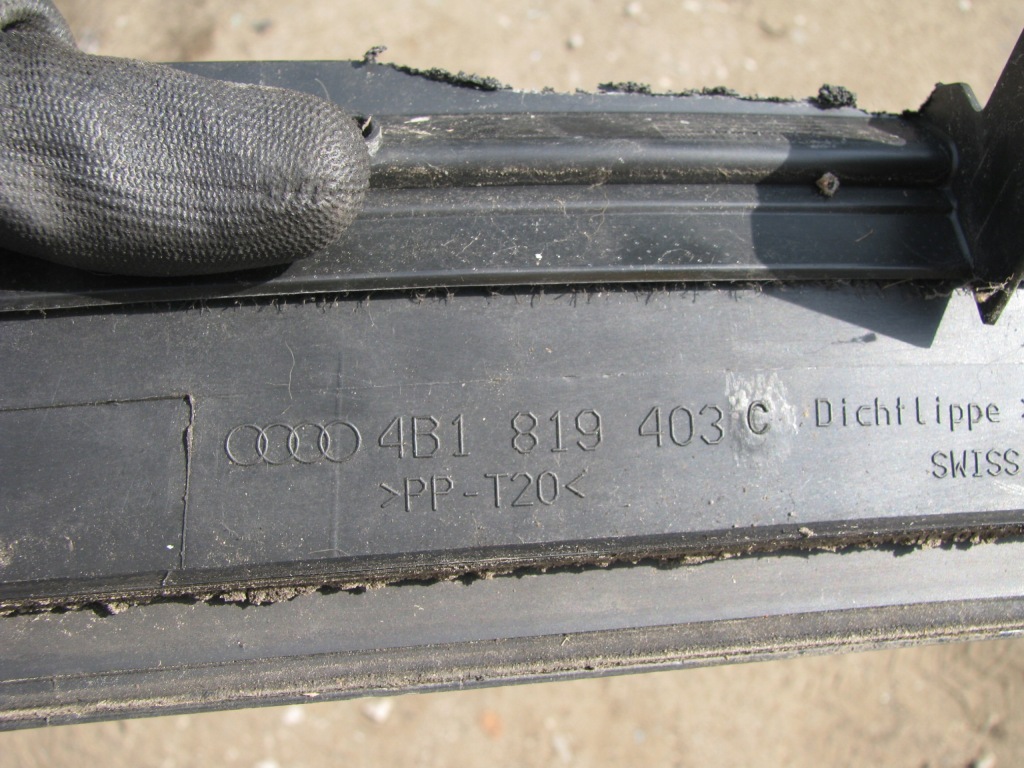 4B1 819 403 C Dichtlippe >
>PP-T20< SWISS